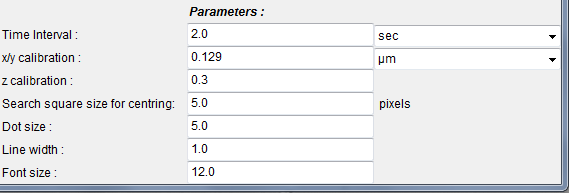 Parameters :
Time Interval : 2.0 sec
x/y calibration : 0.129 µm
z calibration : 0.3
Search square size for centring: 5.0 pixels
Dot size : 5.0
Line width : 1.0
Font size : 12.0